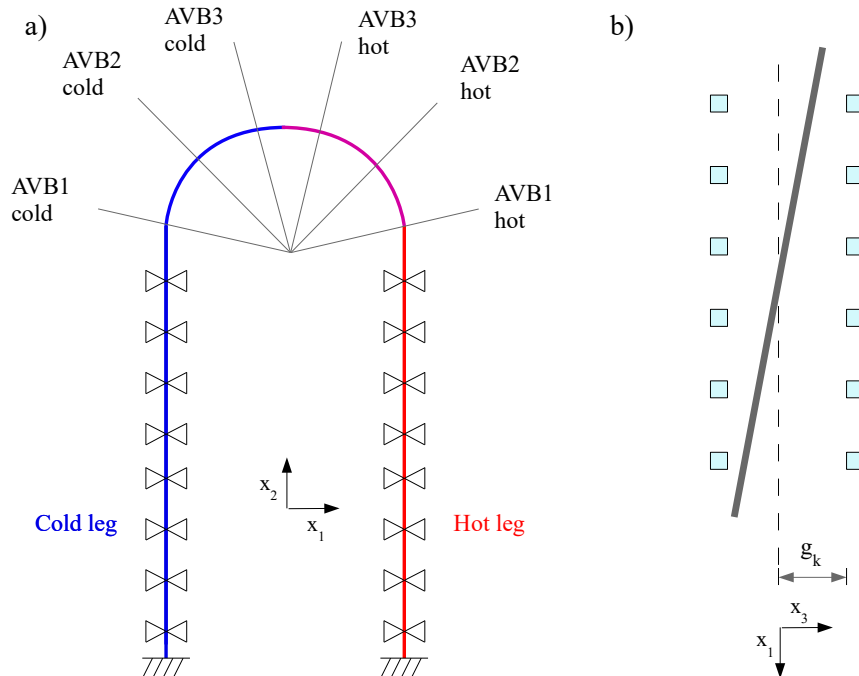 a)
AVB3
cold
AVB3
hot
AVB2
cold
AVB2
hot
AVB1
cold
AVB1
hot
x2
x1
Cold leg
Hot leg
b)
gk
x3
x1